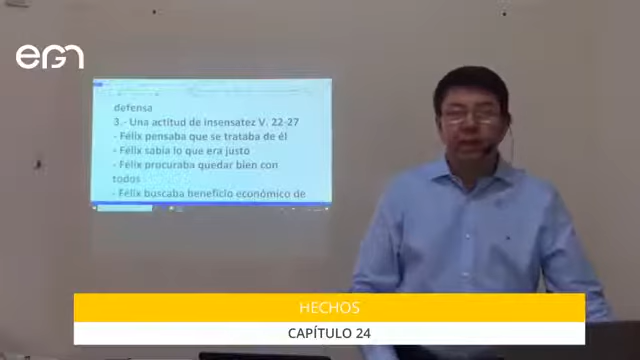 ergn
defensa
3.- Una actitud de insensatez V. 22-27
- Félix pensaba que se trataba de él
- Félix sabía lo que era justo
- Félix procuraba quedar bien con
todos
- Félix buscaba beneficio económico de
HECHOS
CAPÍTULO 24